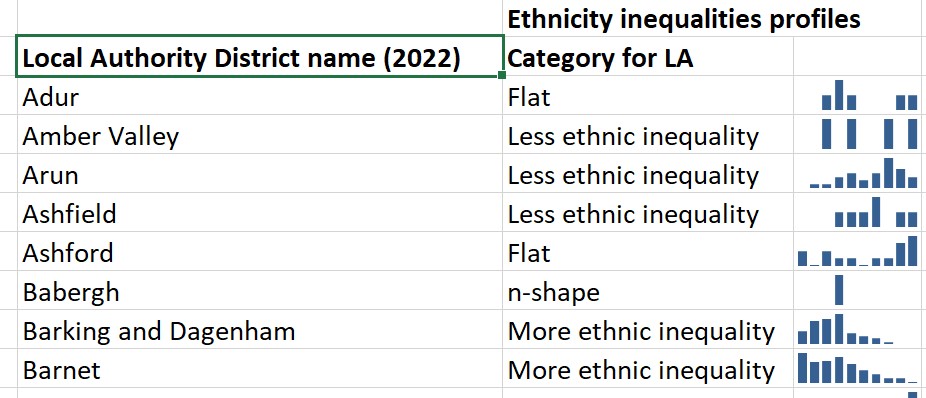 Ethnicity inequalities profiles
Local Authority District name (2022) Category for LA
Adur Flat
Amber Valley Less ethnic inequality
Arun Less ethnic inequality
Ashfield Less ethnic inequality
Ashford Flat
Babergh n-shape
Barking and Dagenham More ethnic inequality
Barnet More ethnic inequality